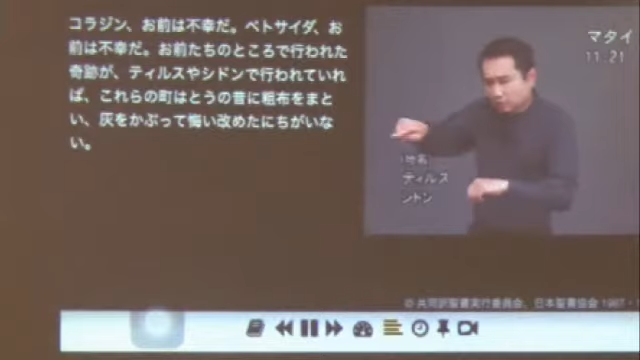 コラジン、お前は不幸だ。ベトサイダ、お
前は不幸だ。お前たちのところで行われた
奇跡が、ティルスやシドンで行われていれ
ば、これらの町はとうの昔に粗布をまと
い、灰をかぶって悔い改めたにちがいな
い。
マタイ
11.21
地名
ティルス
シドン
© 共同訳聖書実行委員会、日本聖書協会 1987